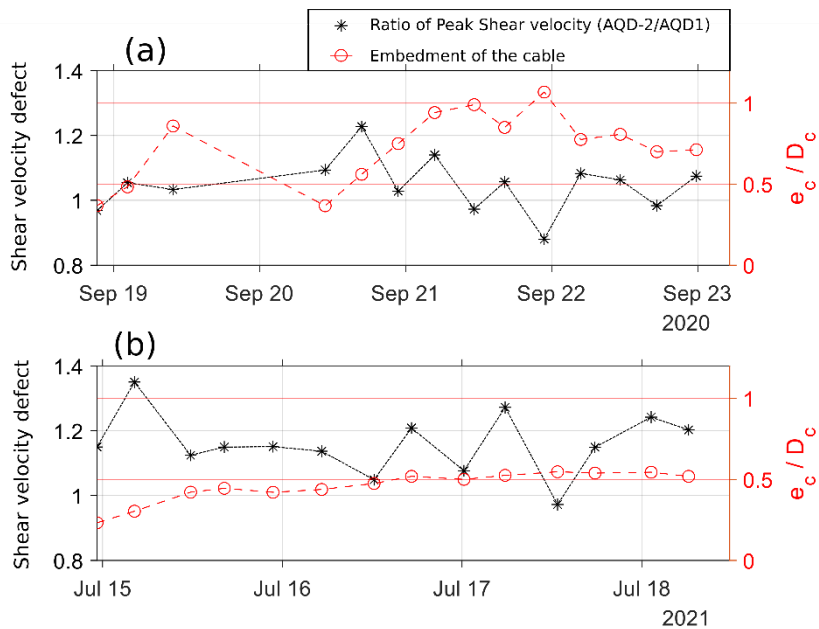 Ratio of Peak Shear velocity (AQD-2/AQD1)
Embedment of the cable
(a)
Shear velocity defect
1.4
1.2
1
0.8
1
0.5
0
e_c / D_c
Sep 19
Sep 20
Sep 21
Sep 22
Sep 23
2020
(b)
Shear velocity defect
1.4
1.2
1
0.8
1
0.5
0
e_c / D_c
Jul 15
Jul 16
Jul 17
Jul 18
2021